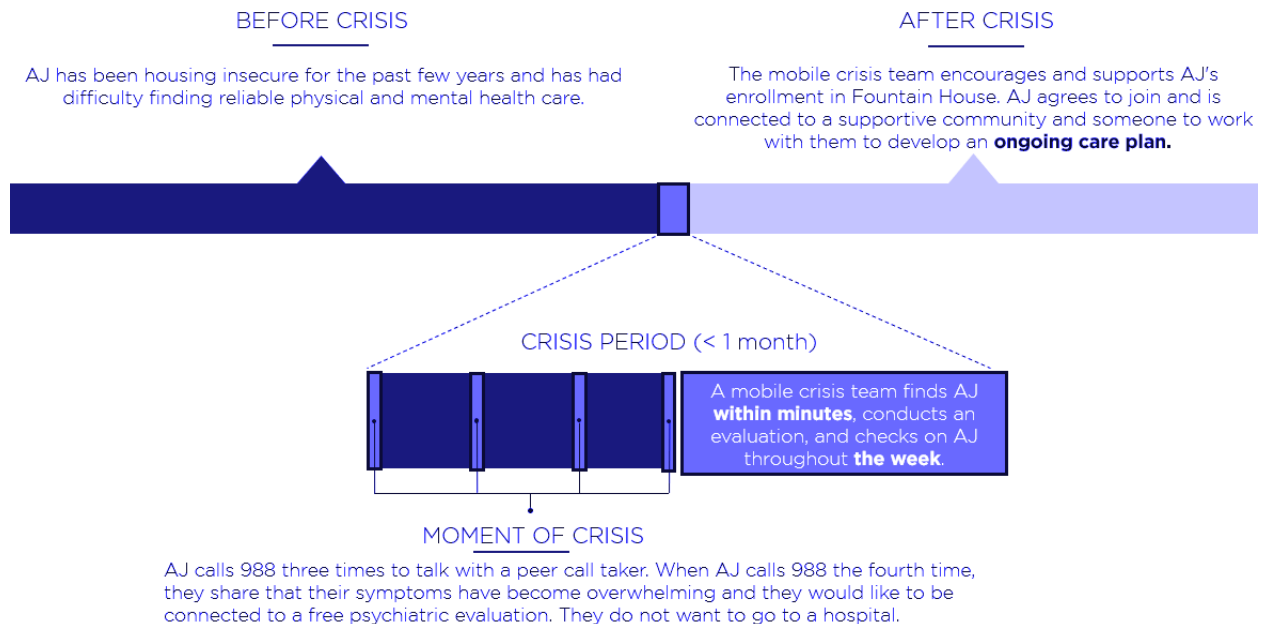 BEFORE CRISIS
AJ has been housing insecure for the past few years and has had
difficulty finding reliable physical and mental health care.
AFTER CRISIS
The mobile crisis team encourages and supports AJ's
enrollment in Fountain House. AJ agrees to join and is
connected to a supportive community and someone to work
with them to develop an ongoing care plan.
CRISIS PERIOD (< 1 month)
A mobile crisis team finds AJ
within minutes, conducts an
evaluation, and checks on AJ
throughout the week.
MOMENT OF CRISIS
AJ calls 988 three times to talk with a peer call taker. When AJ calls 988 the fourth time,
they share that their symptoms have become overwhelming and they would like to be
connected to a free psychiatric evaluation. They do not want to go to a hospital.